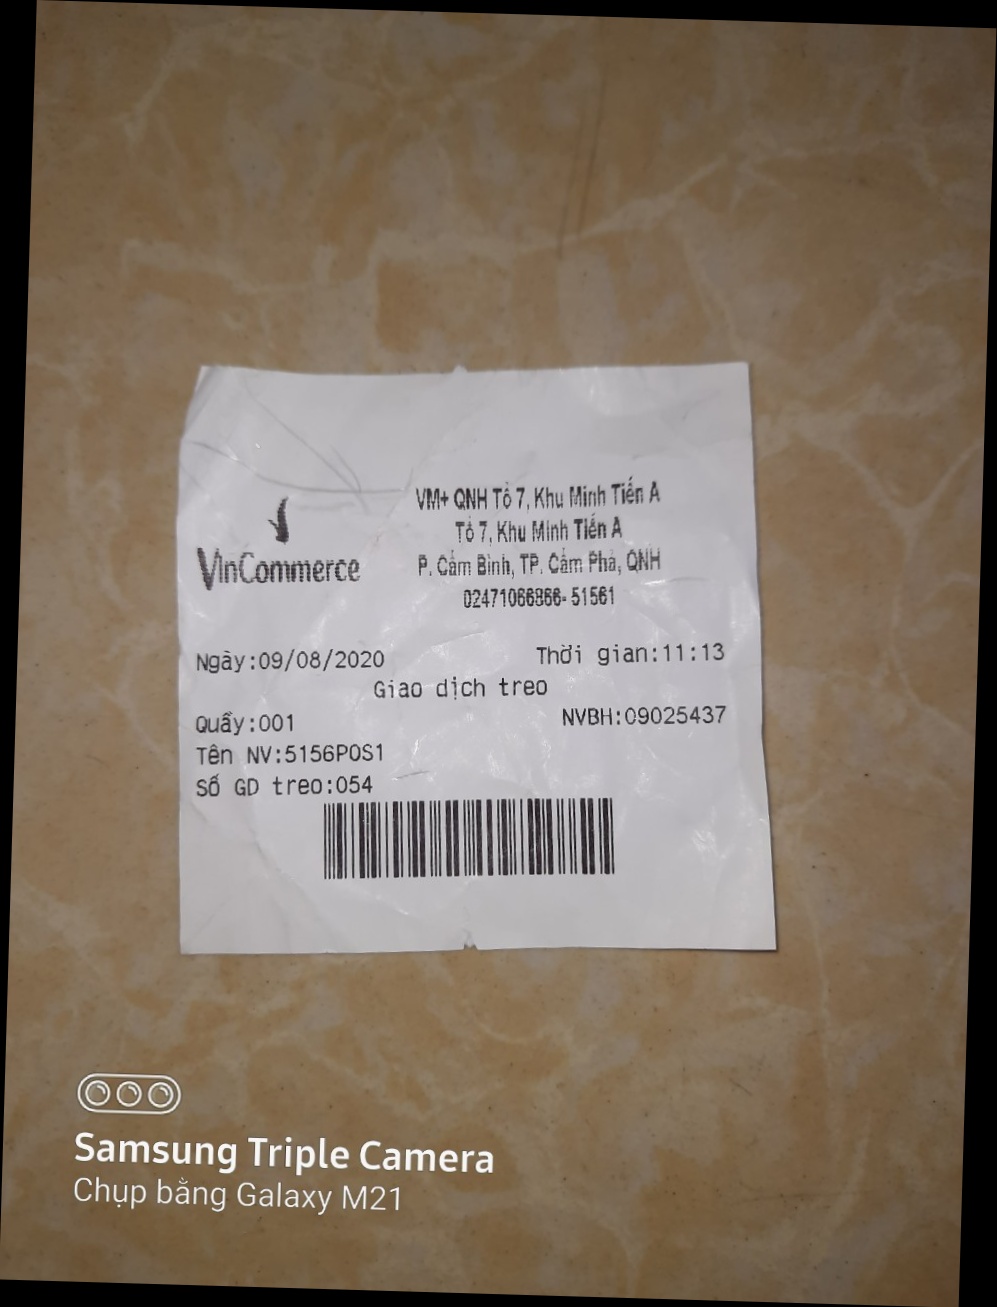 VM+ QNH Tổ 7, Khu Minh Tiến A
Tổ 7, Khu Minh Tiến A
P. Cẩm Bình, TP. Cẩm Phả, QNH
02471066866-51561
VinCommerce
Ngày:09/08/2020 Thời gian:11:13
Giao dịch treo
Quầy:001 NVBH:09025437
Tên NV:5156POS1
Số GD treo:054
Samsung Triple Camera
Chụp bằng Galaxy M21